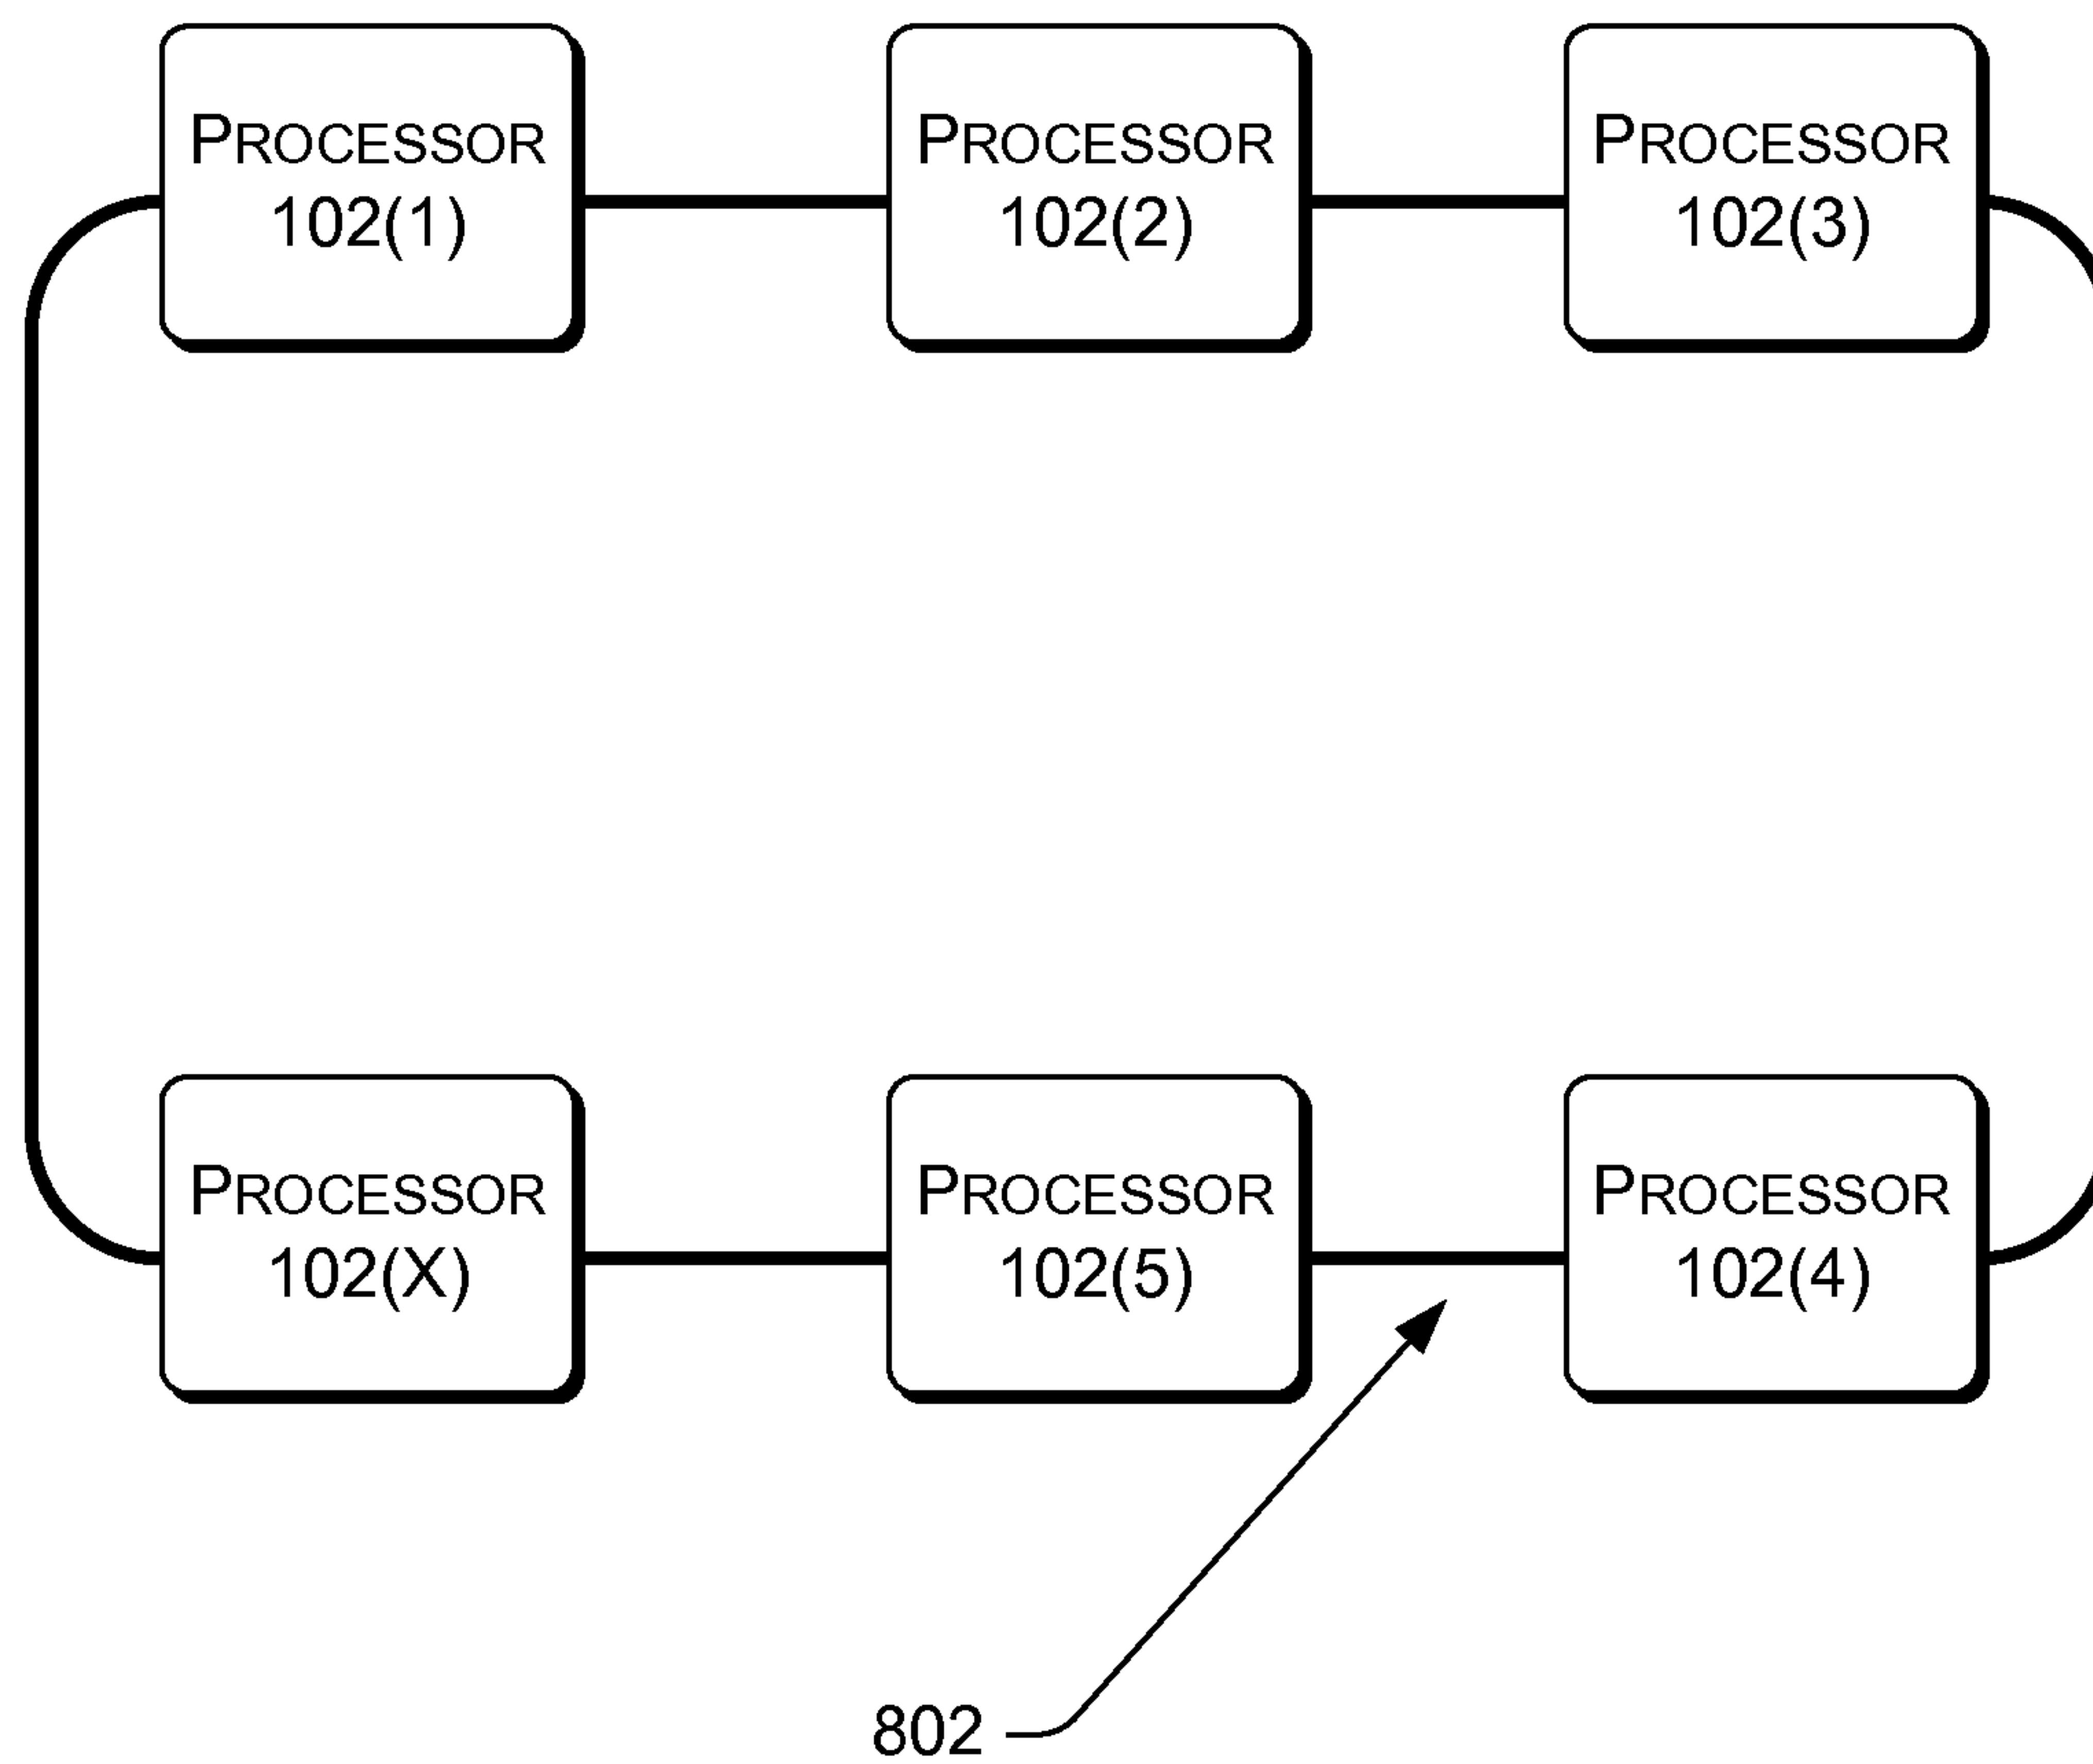 PROCESSOR
102(1)
PROCESSOR
102(2)
PROCESSOR
102(3)
PROCESSOR
102(X)
PROCESSOR
102(5)
PROCESSOR
102(4)
802